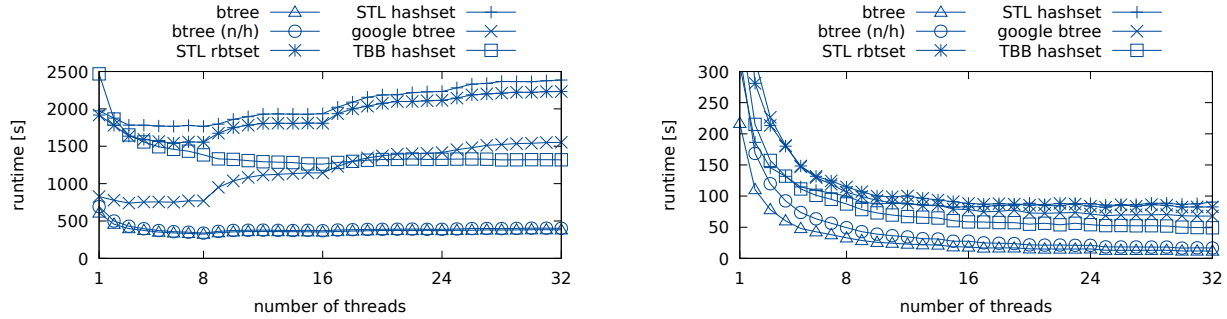 btree
STL hashset
btree (n/h)
google btree
STL rbtset
TBB hashset
2500
2000
1500
1000
500
0
runtime [s]
1 8 16 24 32
number of threads
btree
STL hashset
btree (n/h)
google btree
STL rbtset
TBB hashset
300
250
200
150
100
50
0
runtime [s]
1 8 16 24 32
number of threads